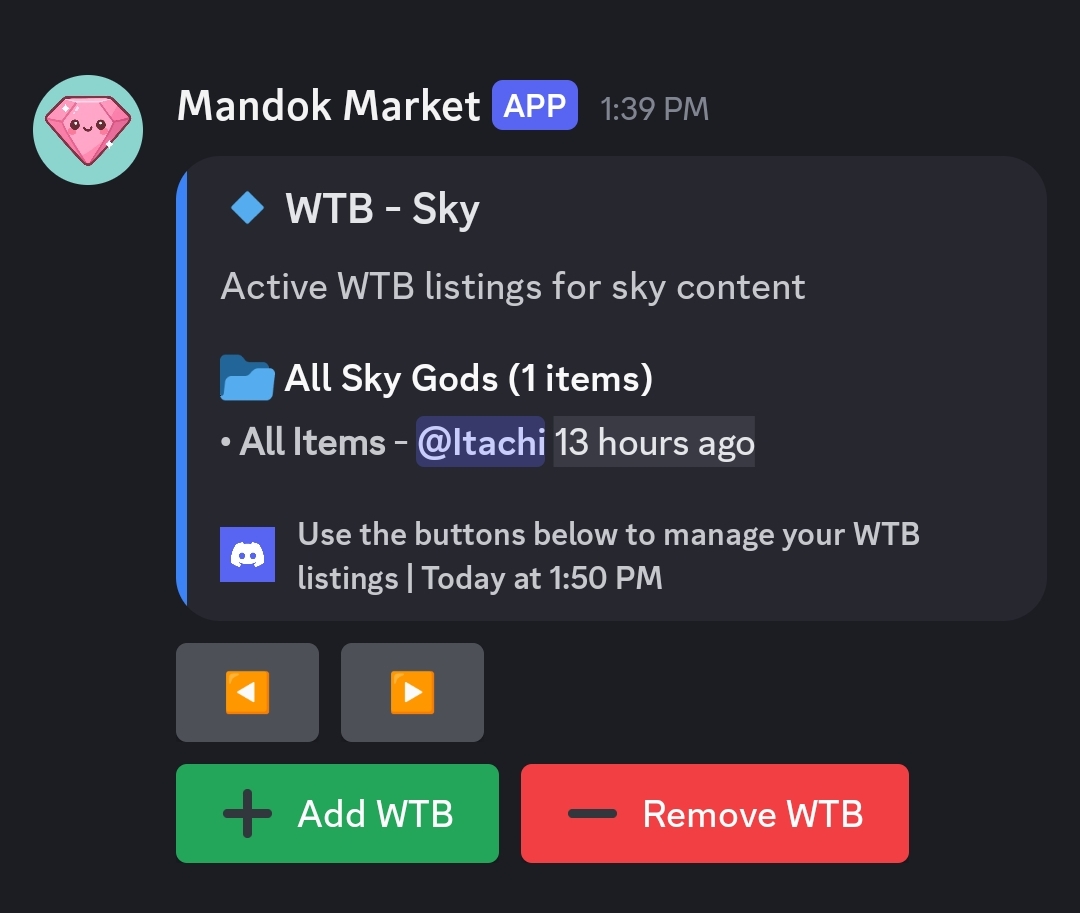 Mandok Market APP 1:39 PM
WTB - Sky
Active WTB listings for sky content
All Sky Gods (1 items)
• All Items - @Itachi 13 hours ago
Use the buttons below to manage your WTB
listings | Today at 1:50 PM
Add WTB
Remove WTB